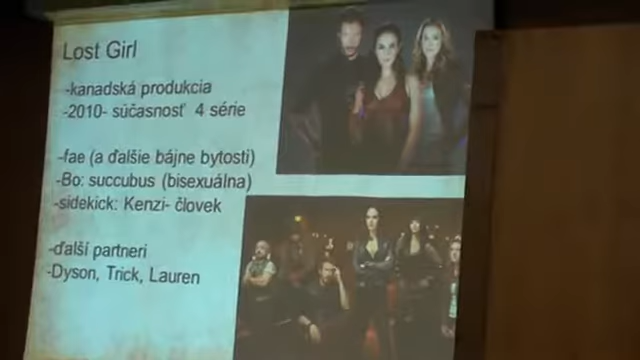 Lost Girl
-kanadská produkcia
-2010- súčasnosť 4 série
-fae (a ďalšie bájne bytosti)
-Bo: succubus (bisexuálna)
-sidekick: Kenzi- človek
-ďalší partneri
-Dyson, Trick, Lauren